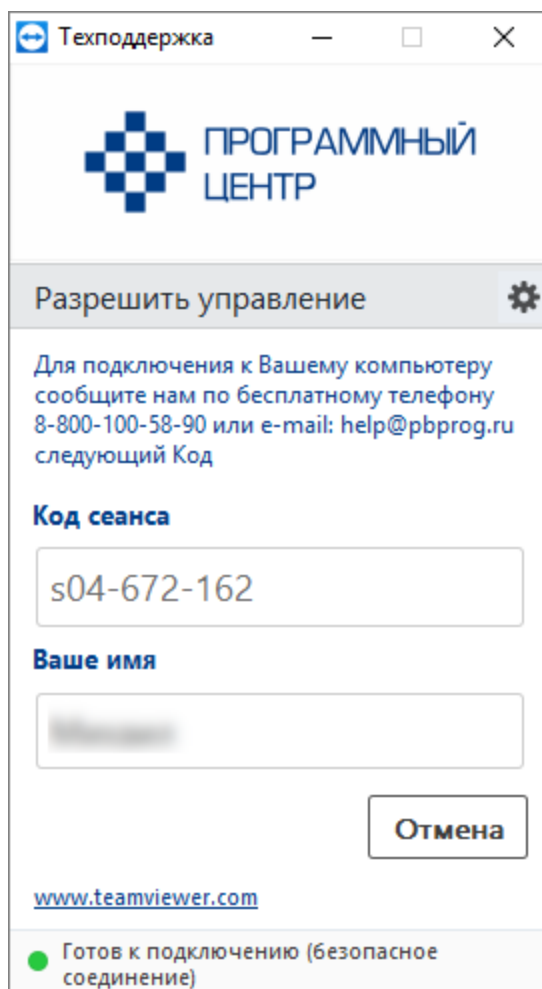 Техподдержка
ПРОГРАММНЫЙ
ЦЕНТР
Разрешить управление
Для подключения к Вашему компьютеру
сообщите нам по бесплатному телефону
8-800-100-58-90 или e-mail: help@pbprog.ru
следующий Код
Код сеанса
s04-672-162
Ваше имя
Отмена
www.teamviewer.com
Готов к подключению (безопасное
соединение)